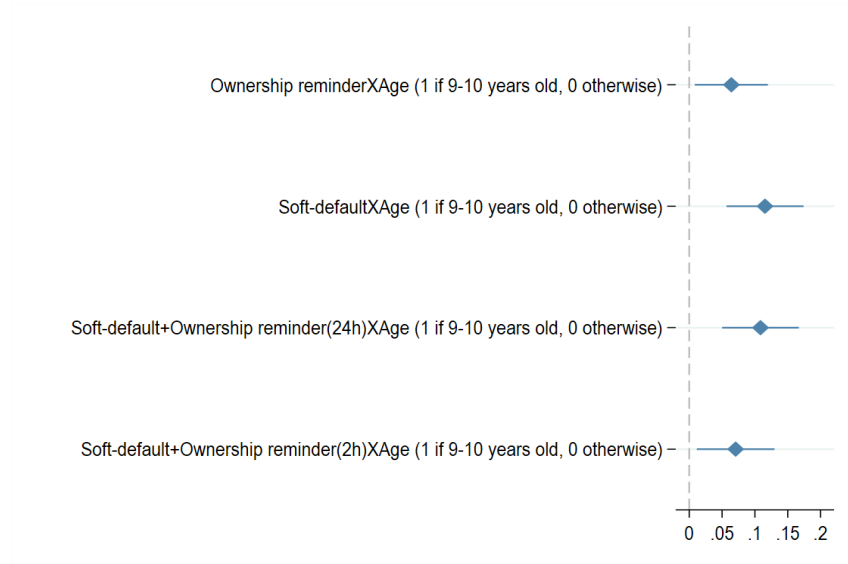 Ownership reminderXAge (1 if 9-10 years old, 0 otherwise)
Soft-defaultXAge (1 if 9-10 years old, 0 otherwise)
Soft-default+Ownership reminder(24h)XAge (1 if 9-10 years old, 0 otherwise)
Soft-default+Ownership reminder(2h)XAge (1 if 9-10 years old, 0 otherwise)
0 .05 .1 .15 .2